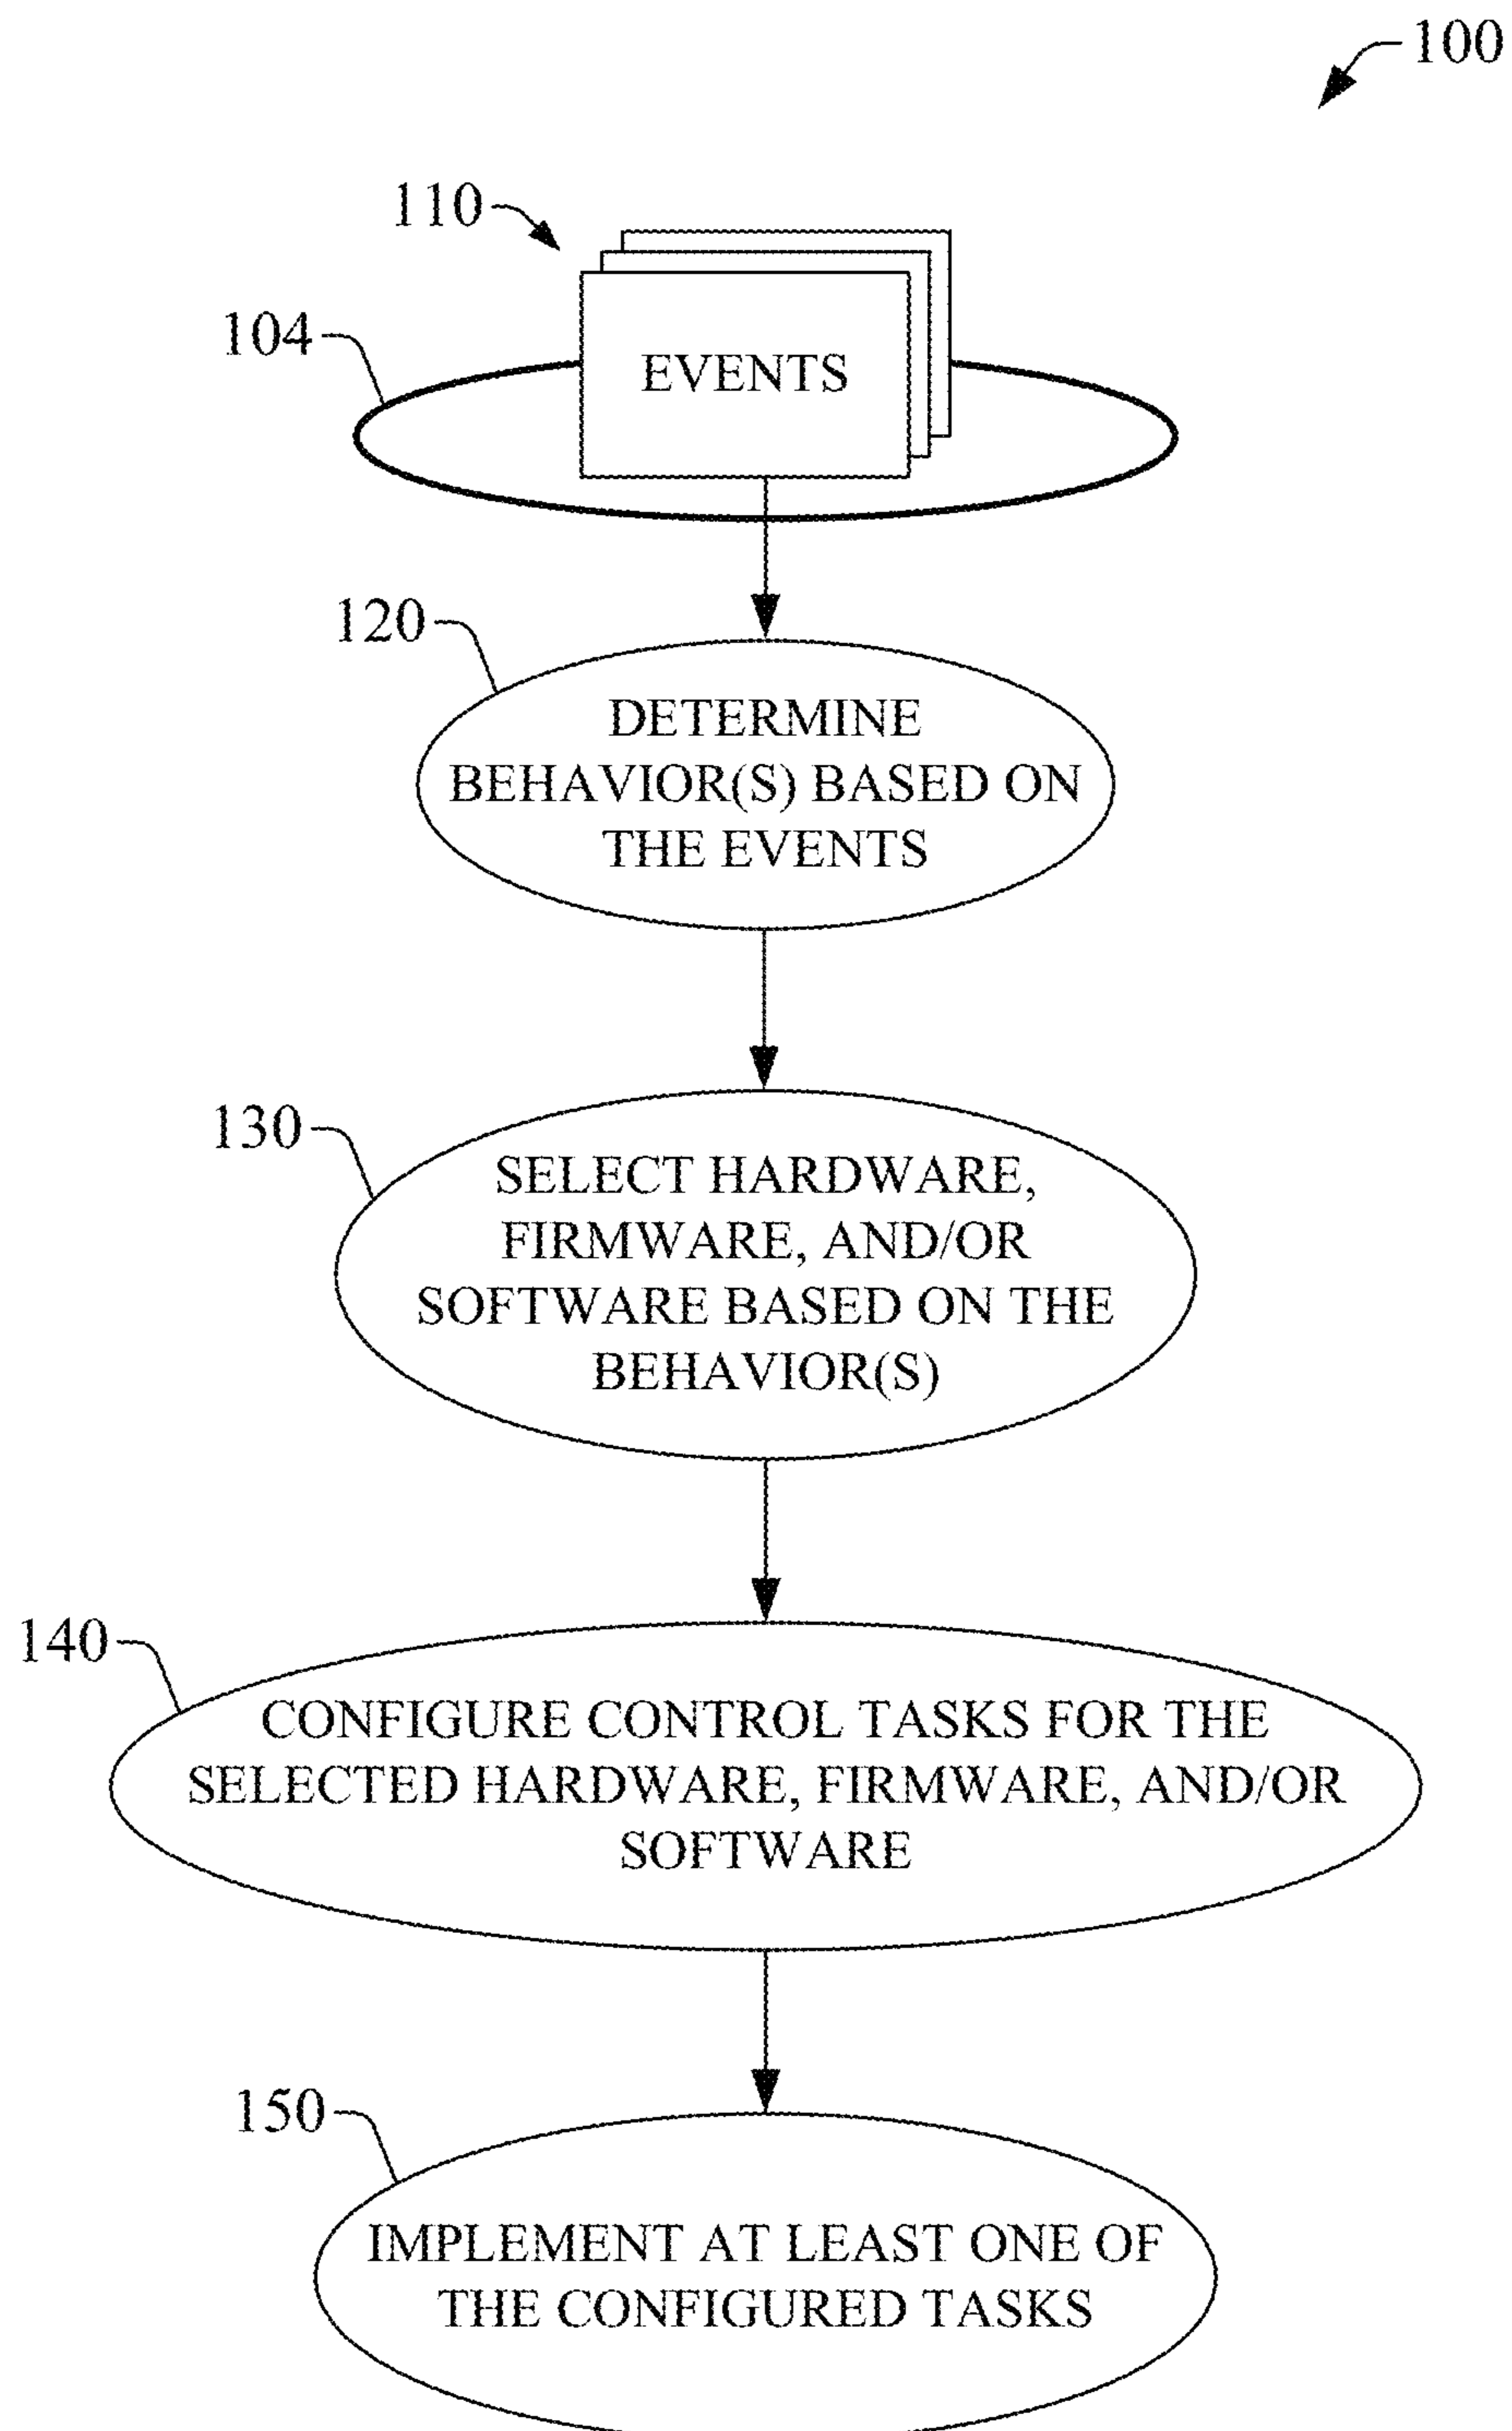 100
110
104
EVENTS
120
DETERMINE
BEHAVIOR(S) BASED ON
THE EVENTS
130
SELECT HARDWARE,
FIRMWARE, AND/OR
SOFTWARE BASED ON THE
BEHAVIOR(S)
140
CONFIGURE CONTROL TASKS FOR THE
SELECTED HARDWARE, FIRMWARE, AND/OR
SOFTWARE
150
IMPLEMENT AT LEAST ONE OF
THE CONFIGURED TASKS